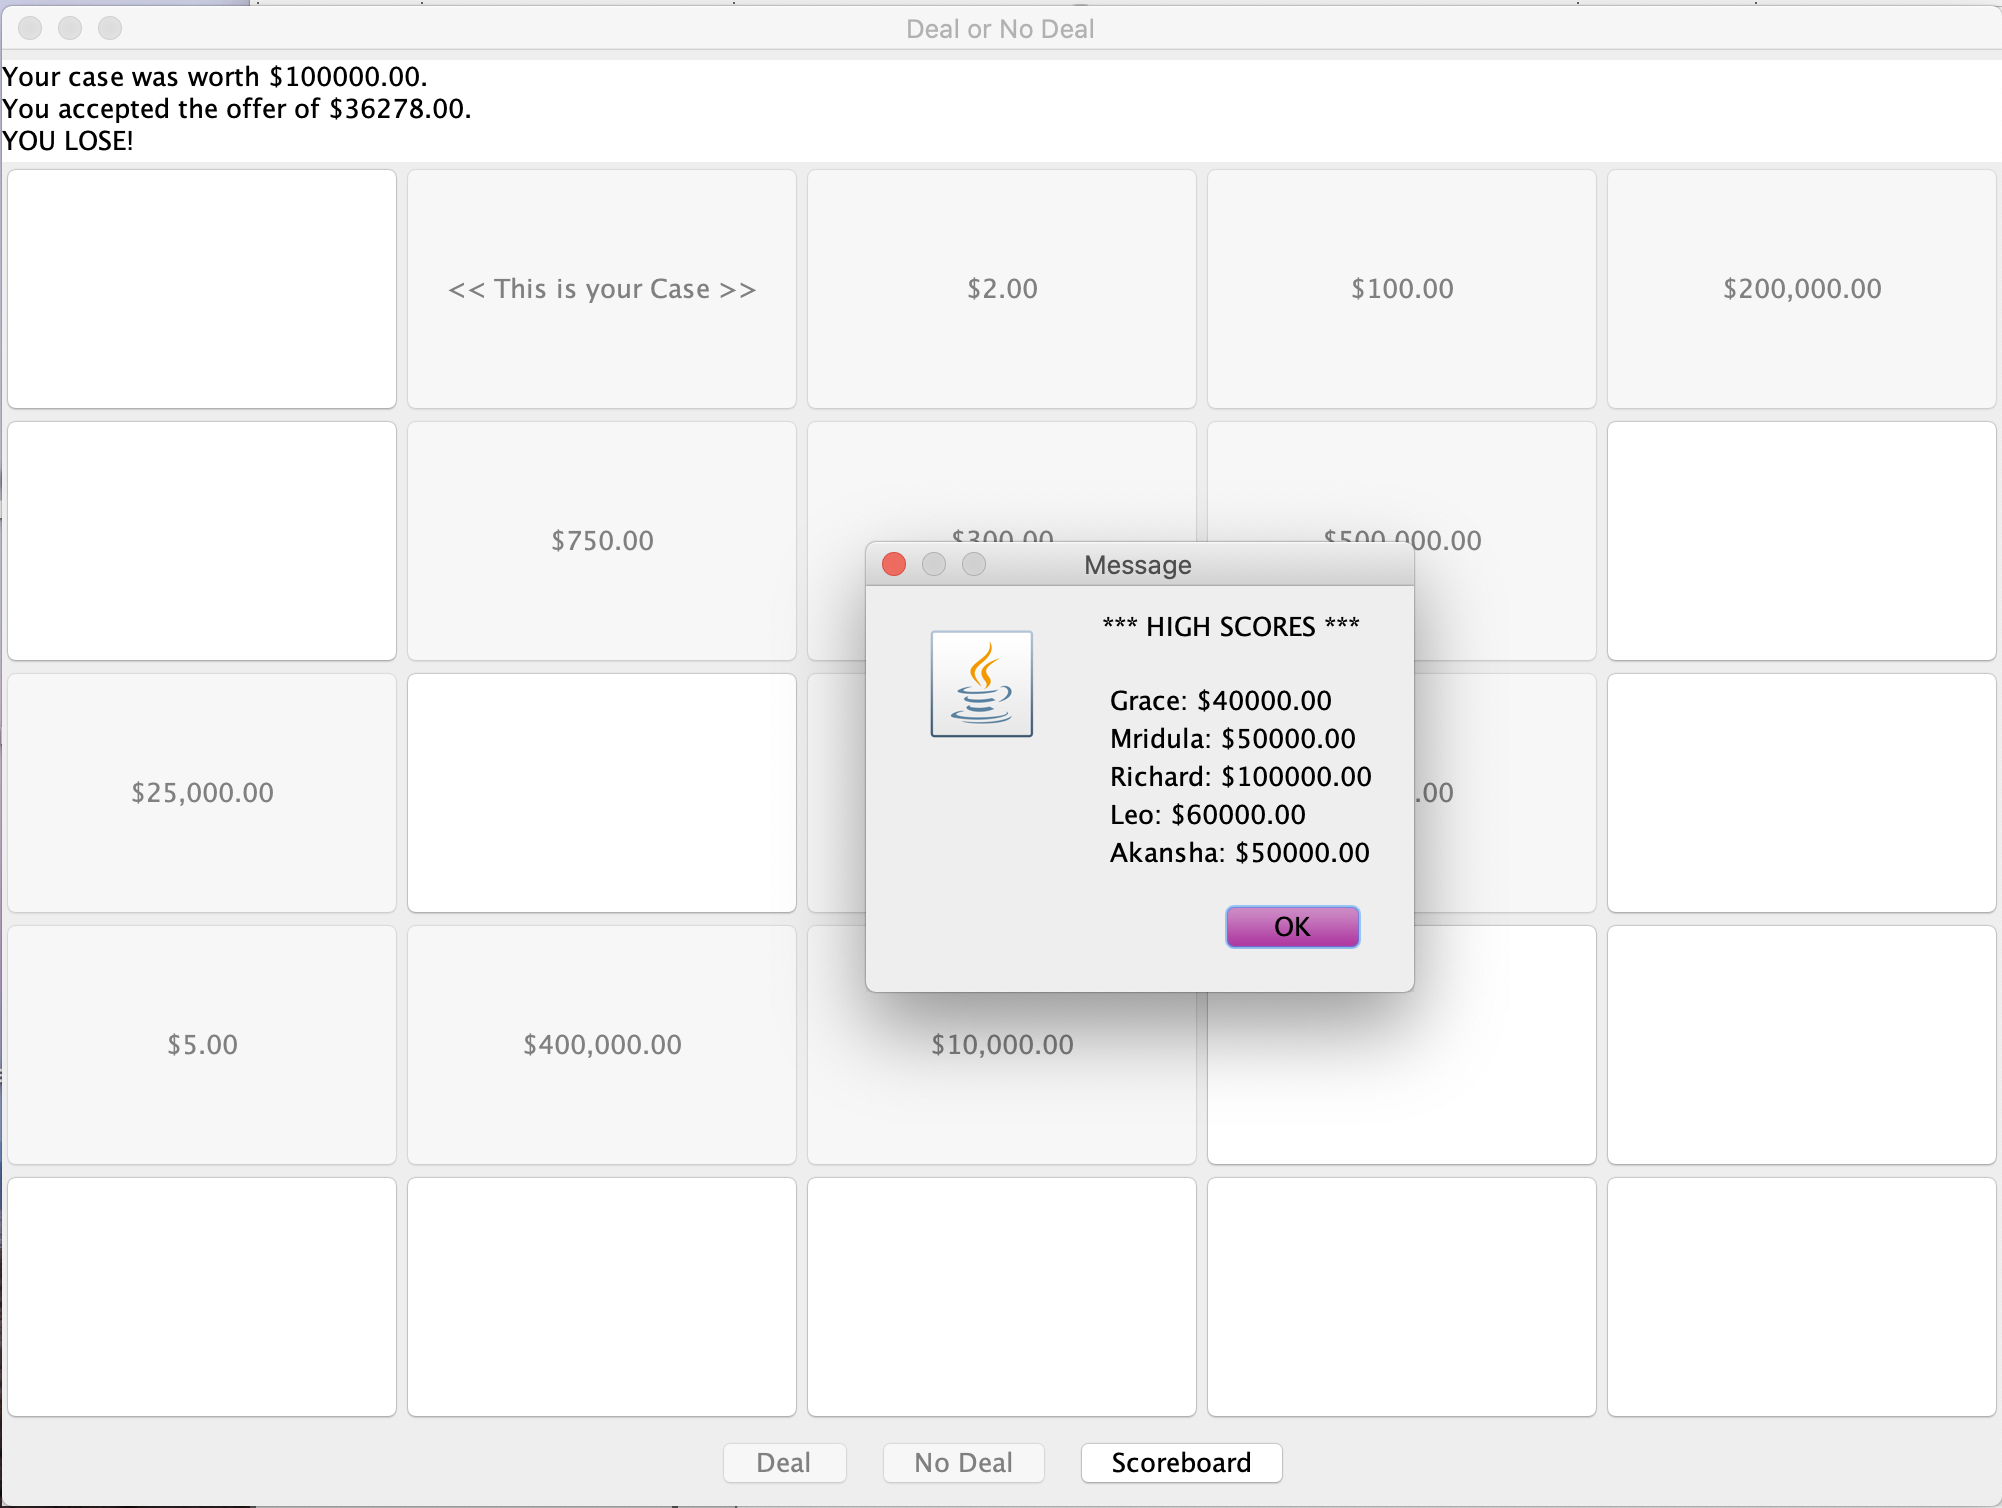 Deal or No Deal
Your case was worth $100000.00.
You accepted the offer of $36278.00.
YOU LOSE!
<< This is your Case >> $2.00 $100.00 $200,000.00
$750.00 $300.00 $500,000.00
Message
*** HIGH SCORES ***
Grace: $40000.00
Mridula: $50000.00
Richard: $100000.00
Leo: $60000.00
Akansha: $50000.00
OK
$25,000.00 .00
$5.00 $400,000.00 $10,000.00
Deal No Deal Scoreboard